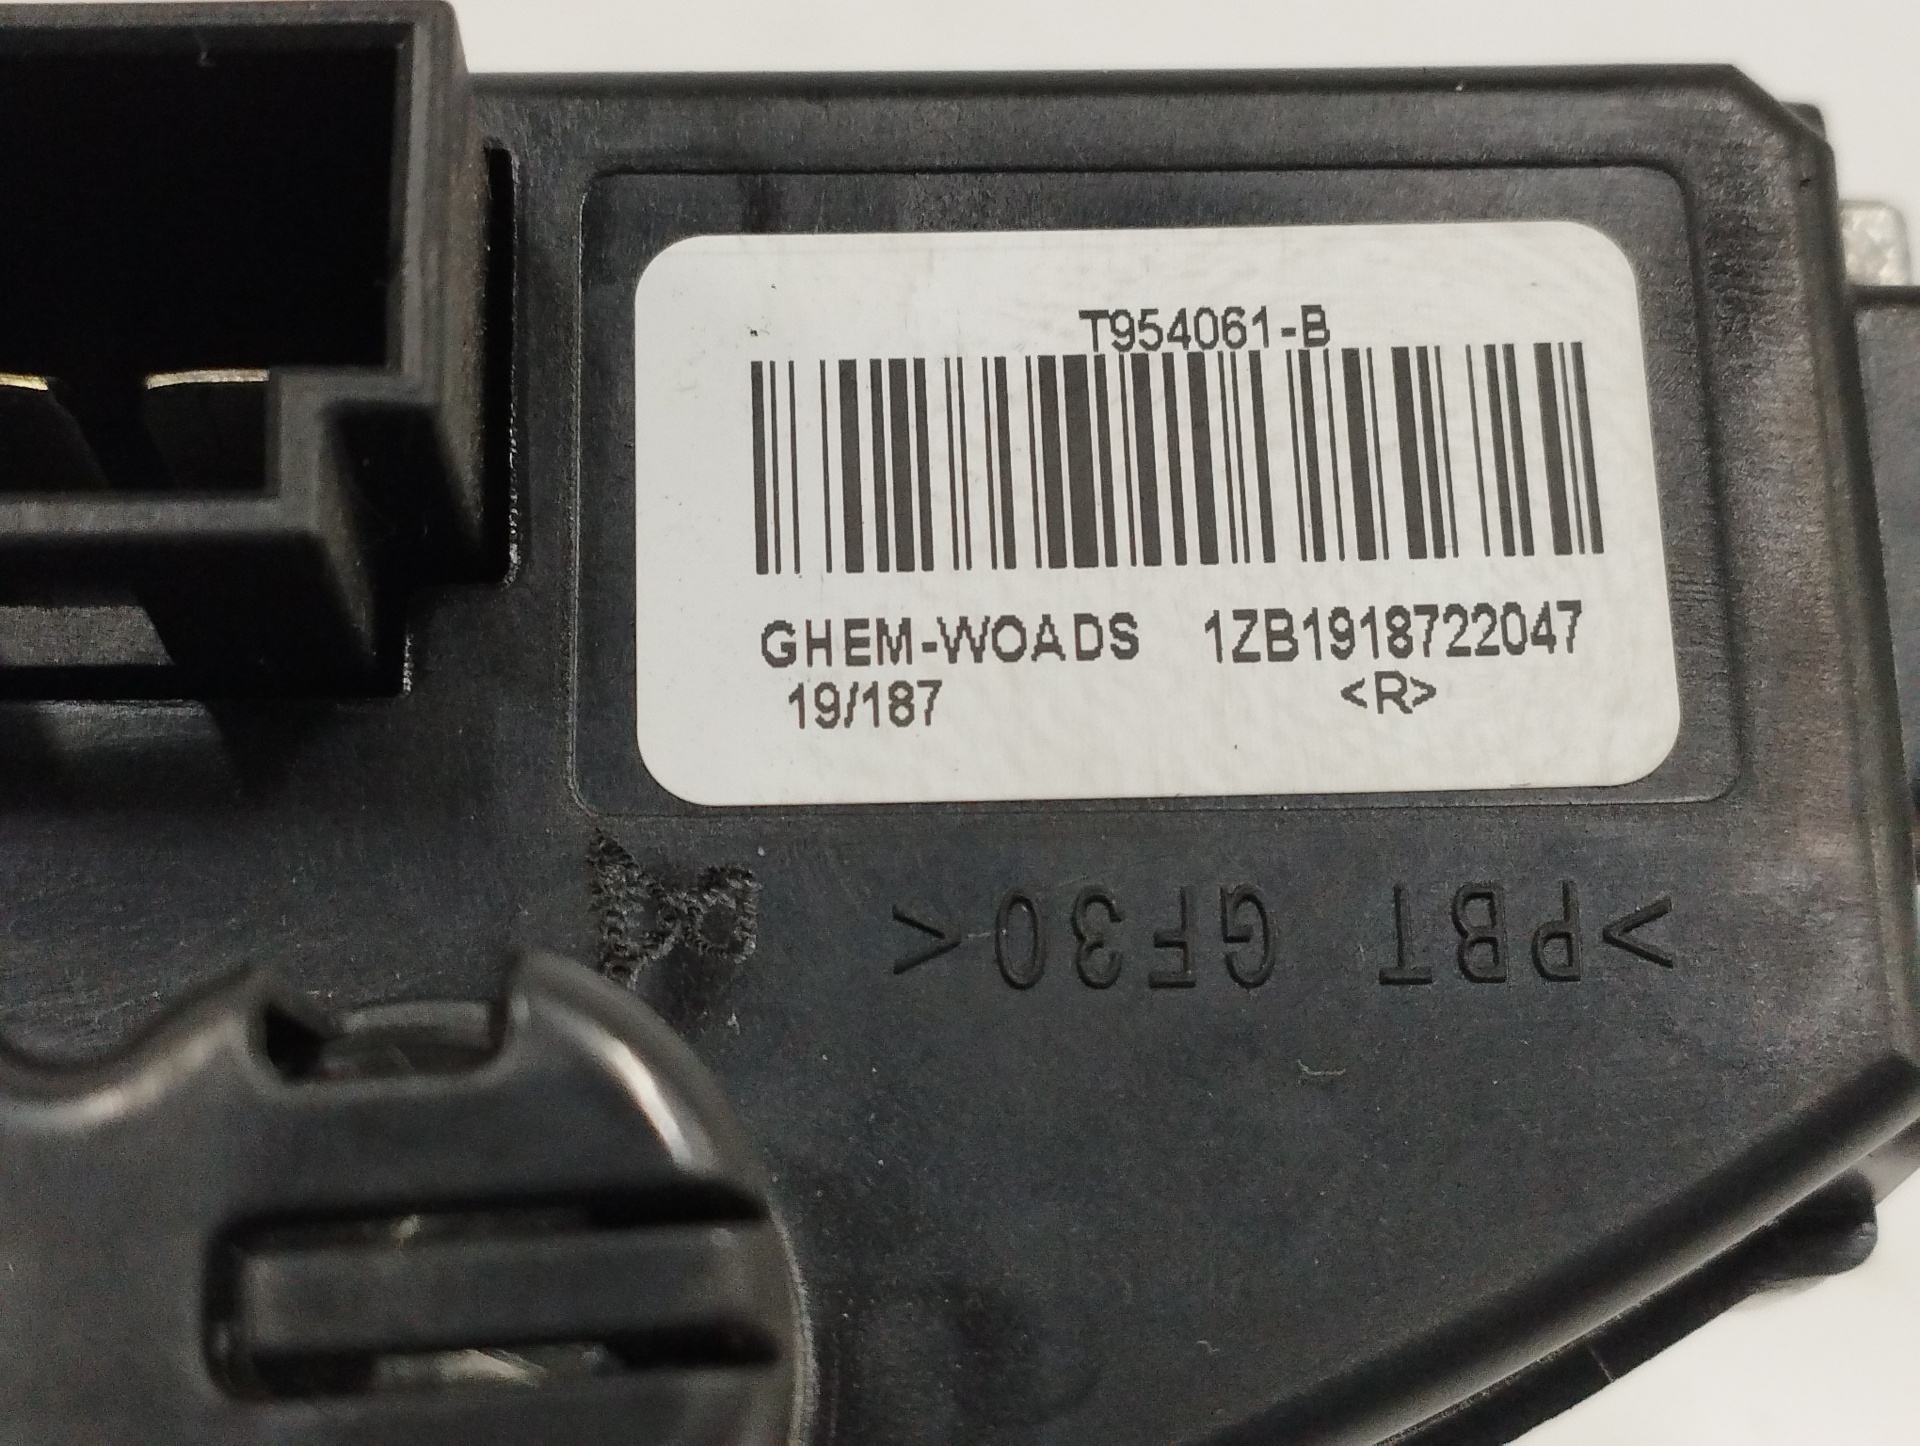 T954061-B
GHEM-WOADS 1ZB1918722047
19/187 <R>
>PBT GF30<